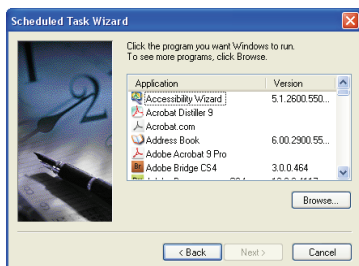 Scheduled Task Wizard
Click the program you want Windows to run.
To see more programs, click Browse.
Application Version
Accessibility Wizard 5.1.2600.550...
Acrobat Distiller 9
Acrobat.com
Address Book 6.00.2900.55...
Adobe Acrobat 9 Pro
Adobe Bridge CS4 3.0.0.464
Browse...
< Back Next > Cancel